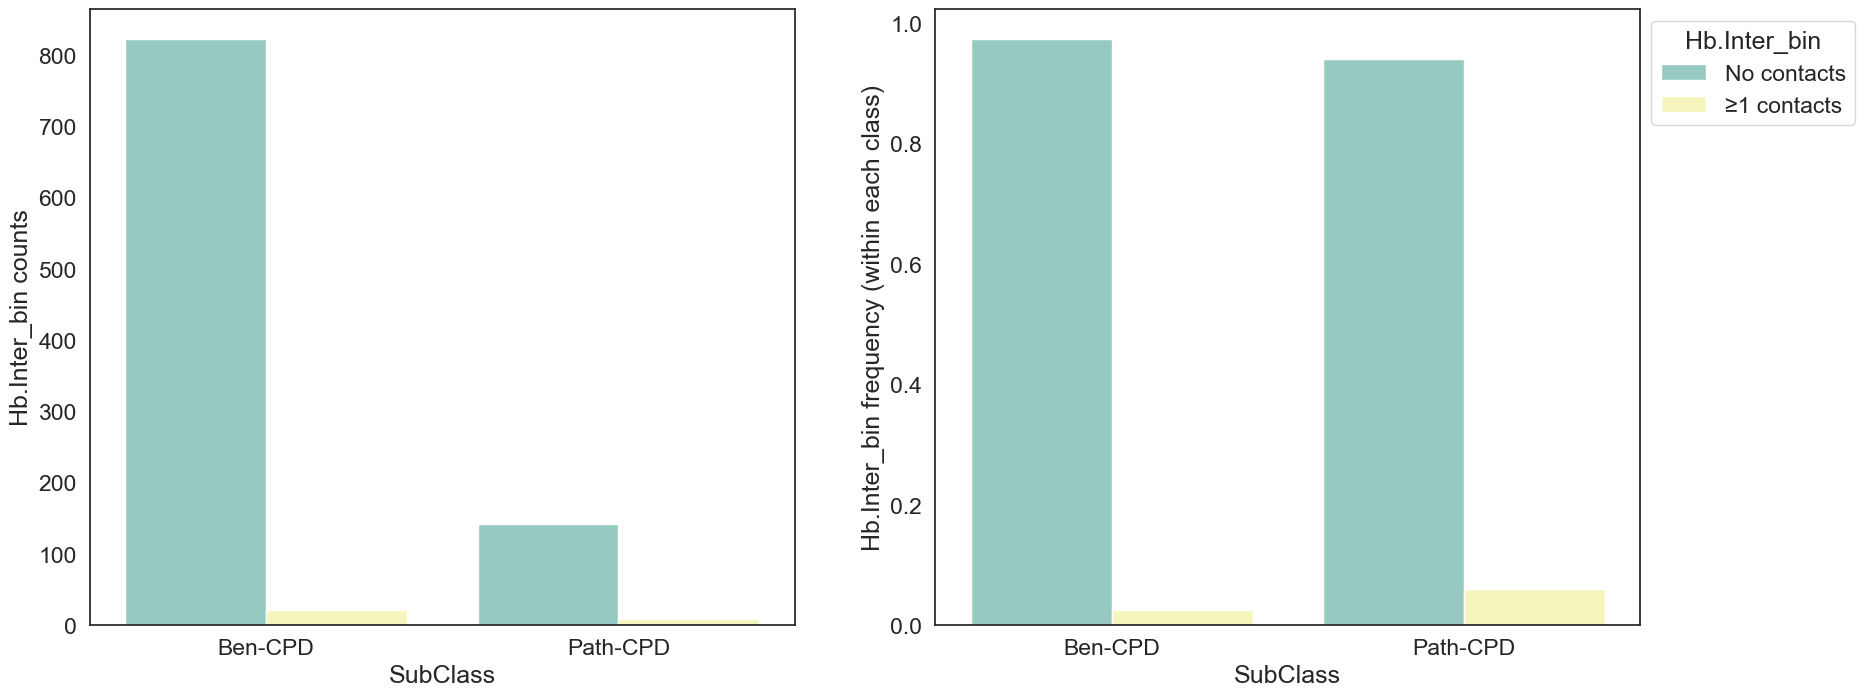 Hb.Inter_bin counts
800
700
600
500
400
300
200
100
0
Ben-CPD
Path-CPD
SubClass
Hb.Inter_bin frequency (within each class)
1.0
0.8
0.6
0.4
0.2
0.0
Ben-CPD
Path-CPD
SubClass
Hb.Inter_bin
No contacts
≥1 contacts